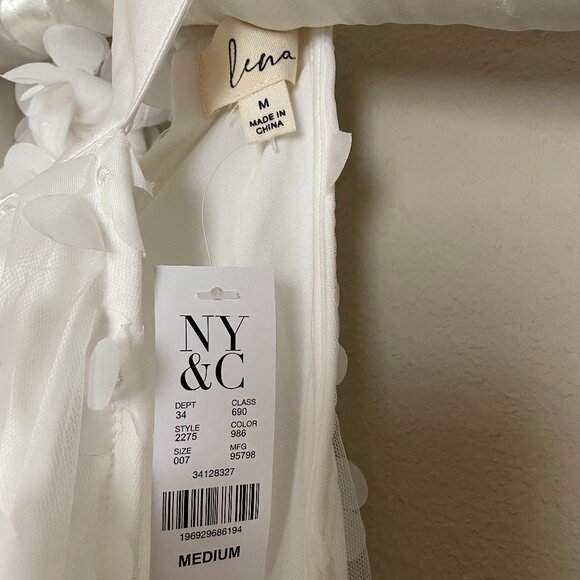 lena
M
MADE IN
CHINA
NY
&C
DEPT CLASS
34 690
STYLE COLOR
2275 986
SIZE MFG
007 95798
34128327
196929686194
MEDIUM